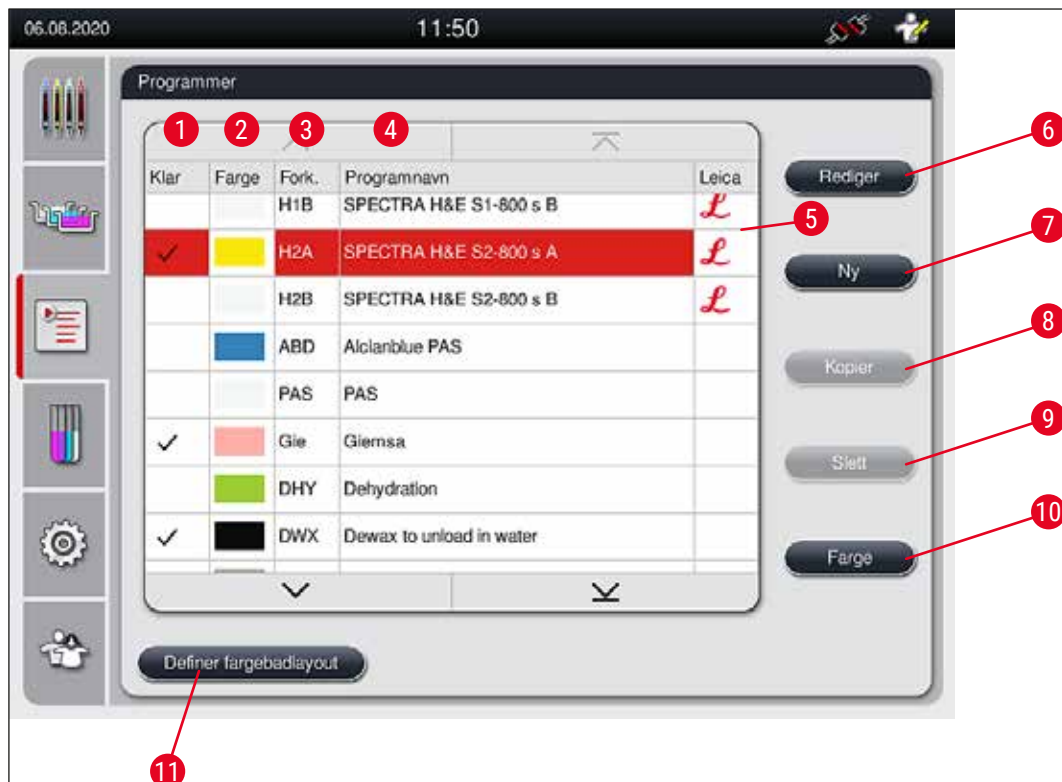 06.08.2020 11:50
Programmer
1 2 3 4
Klar Farge Fork. Programnavn Leica
H1B SPECTRA H&E S1-800 s B
H2A SPECTRA H&E S2-800 s A
H2B SPECTRA H&E S2-800 s B
ABD Alcianblue PAS
PAS PAS
Gie Giemsa
DHY Dehydration
DWX Dewax to unload in water
5
Rediger 6
Ny 7
Kopier 8
Slett 9
Farge 10
Definer fargebadlayout
11